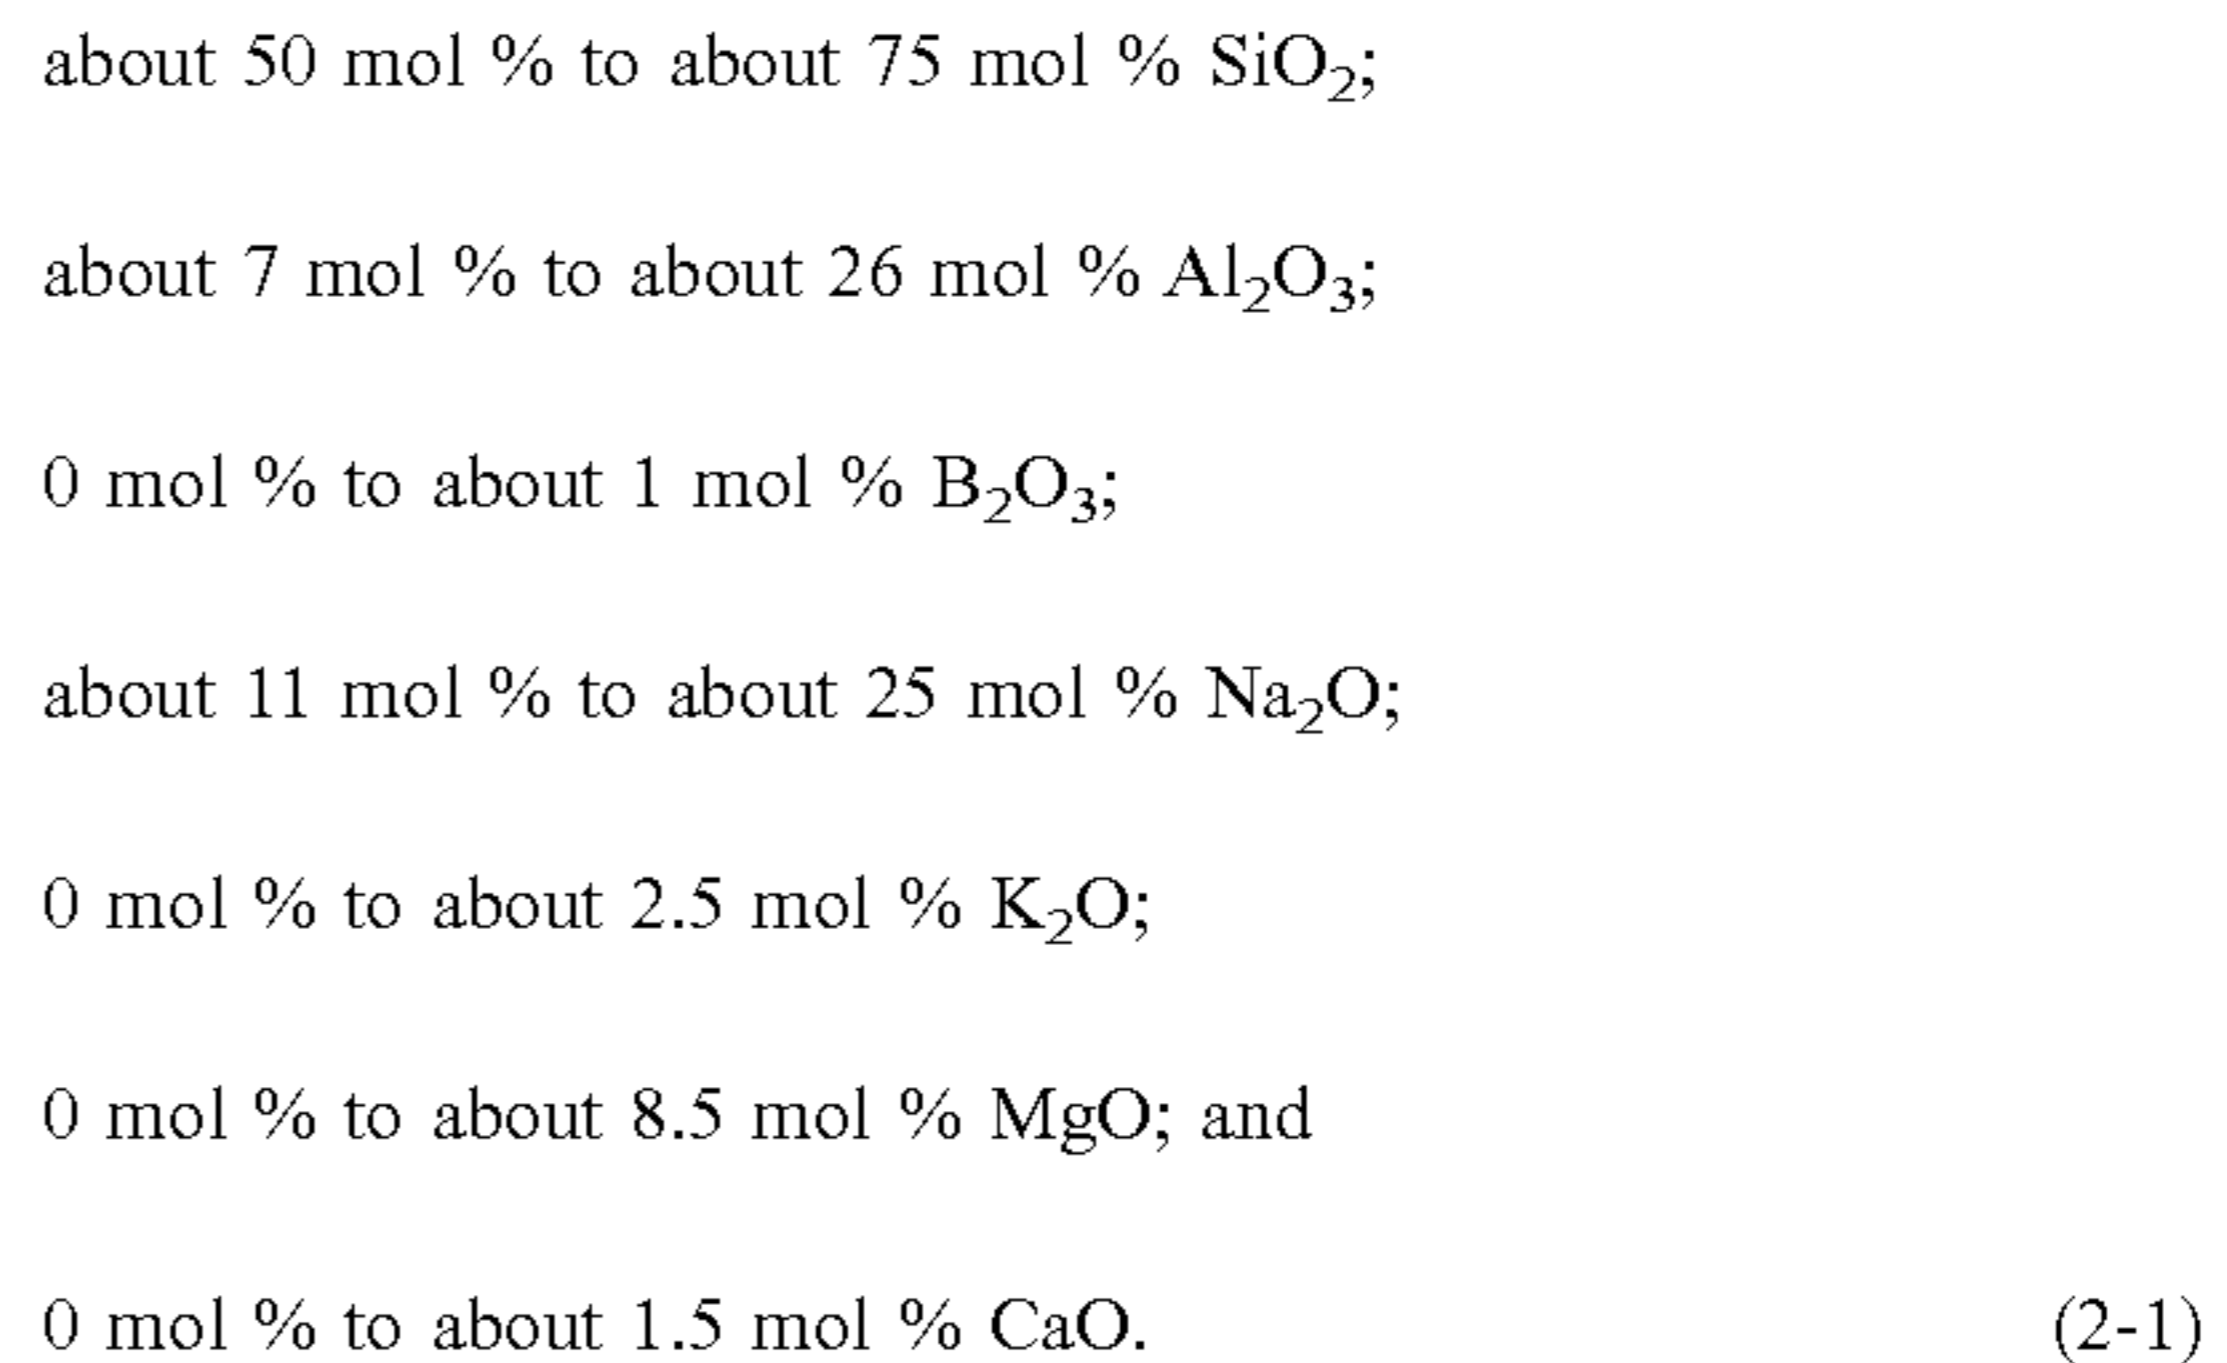 about 50 mol % to about 75 mol % SiO₂;
about 7 mol % to about 26 mol % Al₂O₃;
0 mol % to about 1 mol % B₂O₃;
about 11 mol % to about 25 mol % Na₂O;
0 mol % to about 2.5 mol % K₂O;
0 mol % to about 8.5 mol % MgO; and
0 mol % to about 1.5 mol % CaO. (2-1)